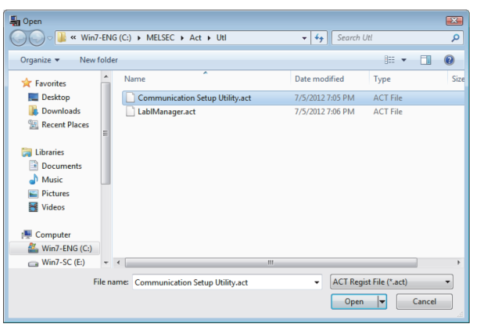 Open
« Win7-ENG (C:) ▸ MELSEC ▸ Act ▸ Utl
Search Utl
Organize ▾ New folder
Name Date modified Type Size
Favorites
Desktop
Downloads
Recent Places
Libraries
Documents
Music
Pictures
Videos
Computer
Win7-ENG (C:)
Win7-SC (E:)
Communication Setup Utility.act 7/5/2012 7:05 PM ACT File
LablManager.act 7/5/2012 7:06 PM ACT File
File name: Communication Setup Utility.act
ACT Regist File (*.act)
Open Cancel